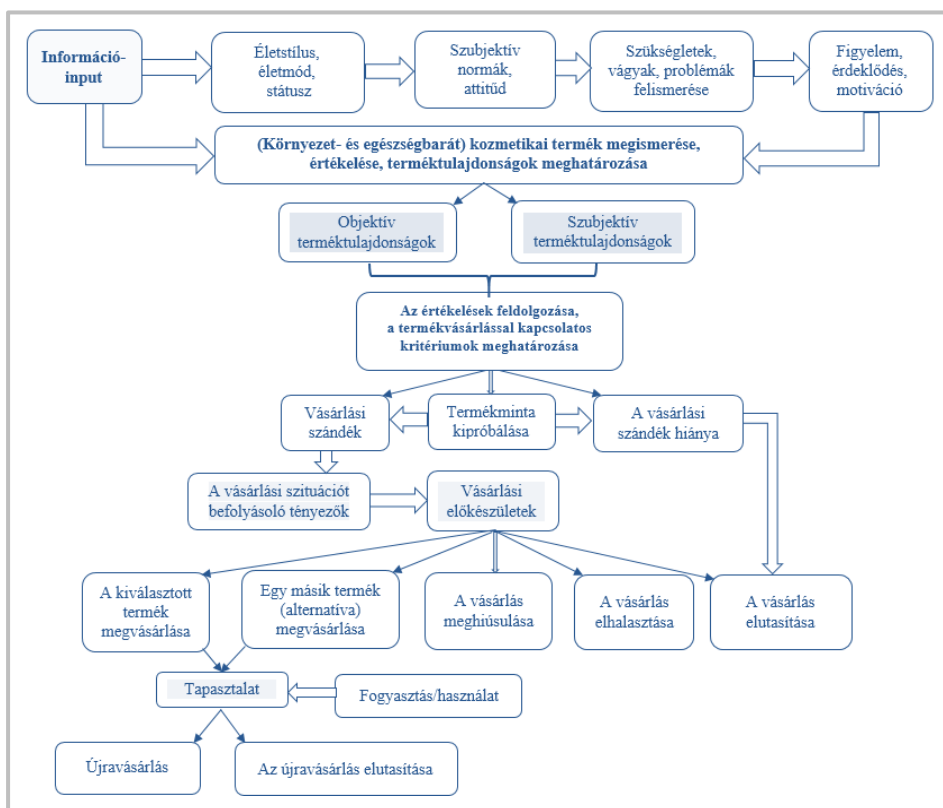 Információ-
input
Életstílus,
életmód,
státusz
Szubjektív
normák,
attitűd
Szükségletek,
vágyak, problémák
felismerése
Figyelem,
érdeklődés,
motiváció
(Környezet- és egészségbarát) kozmetikai termék megismerése,
értékelése, terméktulajdonságok meghatározása
Objektív
terméktulajdonságok
Szubjektív
terméktulajdonságok
Az értékelések feldolgozása,
a termékvásárlással kapcsolatos
kritériumok meghatározása
Vásárlási
szándék
Termékminta
kipróbálása
A vásárlási
szándék hiánya
A vásárlási szituációt
befolyásoló tényezők
Vásárlási
előkészületek
A kiválasztott
termék
megvásárlása
Egy másik termék
(alternatíva)
megvásárlása
A vásárlás
meghiúsulása
A vásárlás
elhalasztása
A vásárlás
elutasítása
Tapasztalat
Fogyasztás/használat
Újravásárlás
Az újravásárlás elutasítása